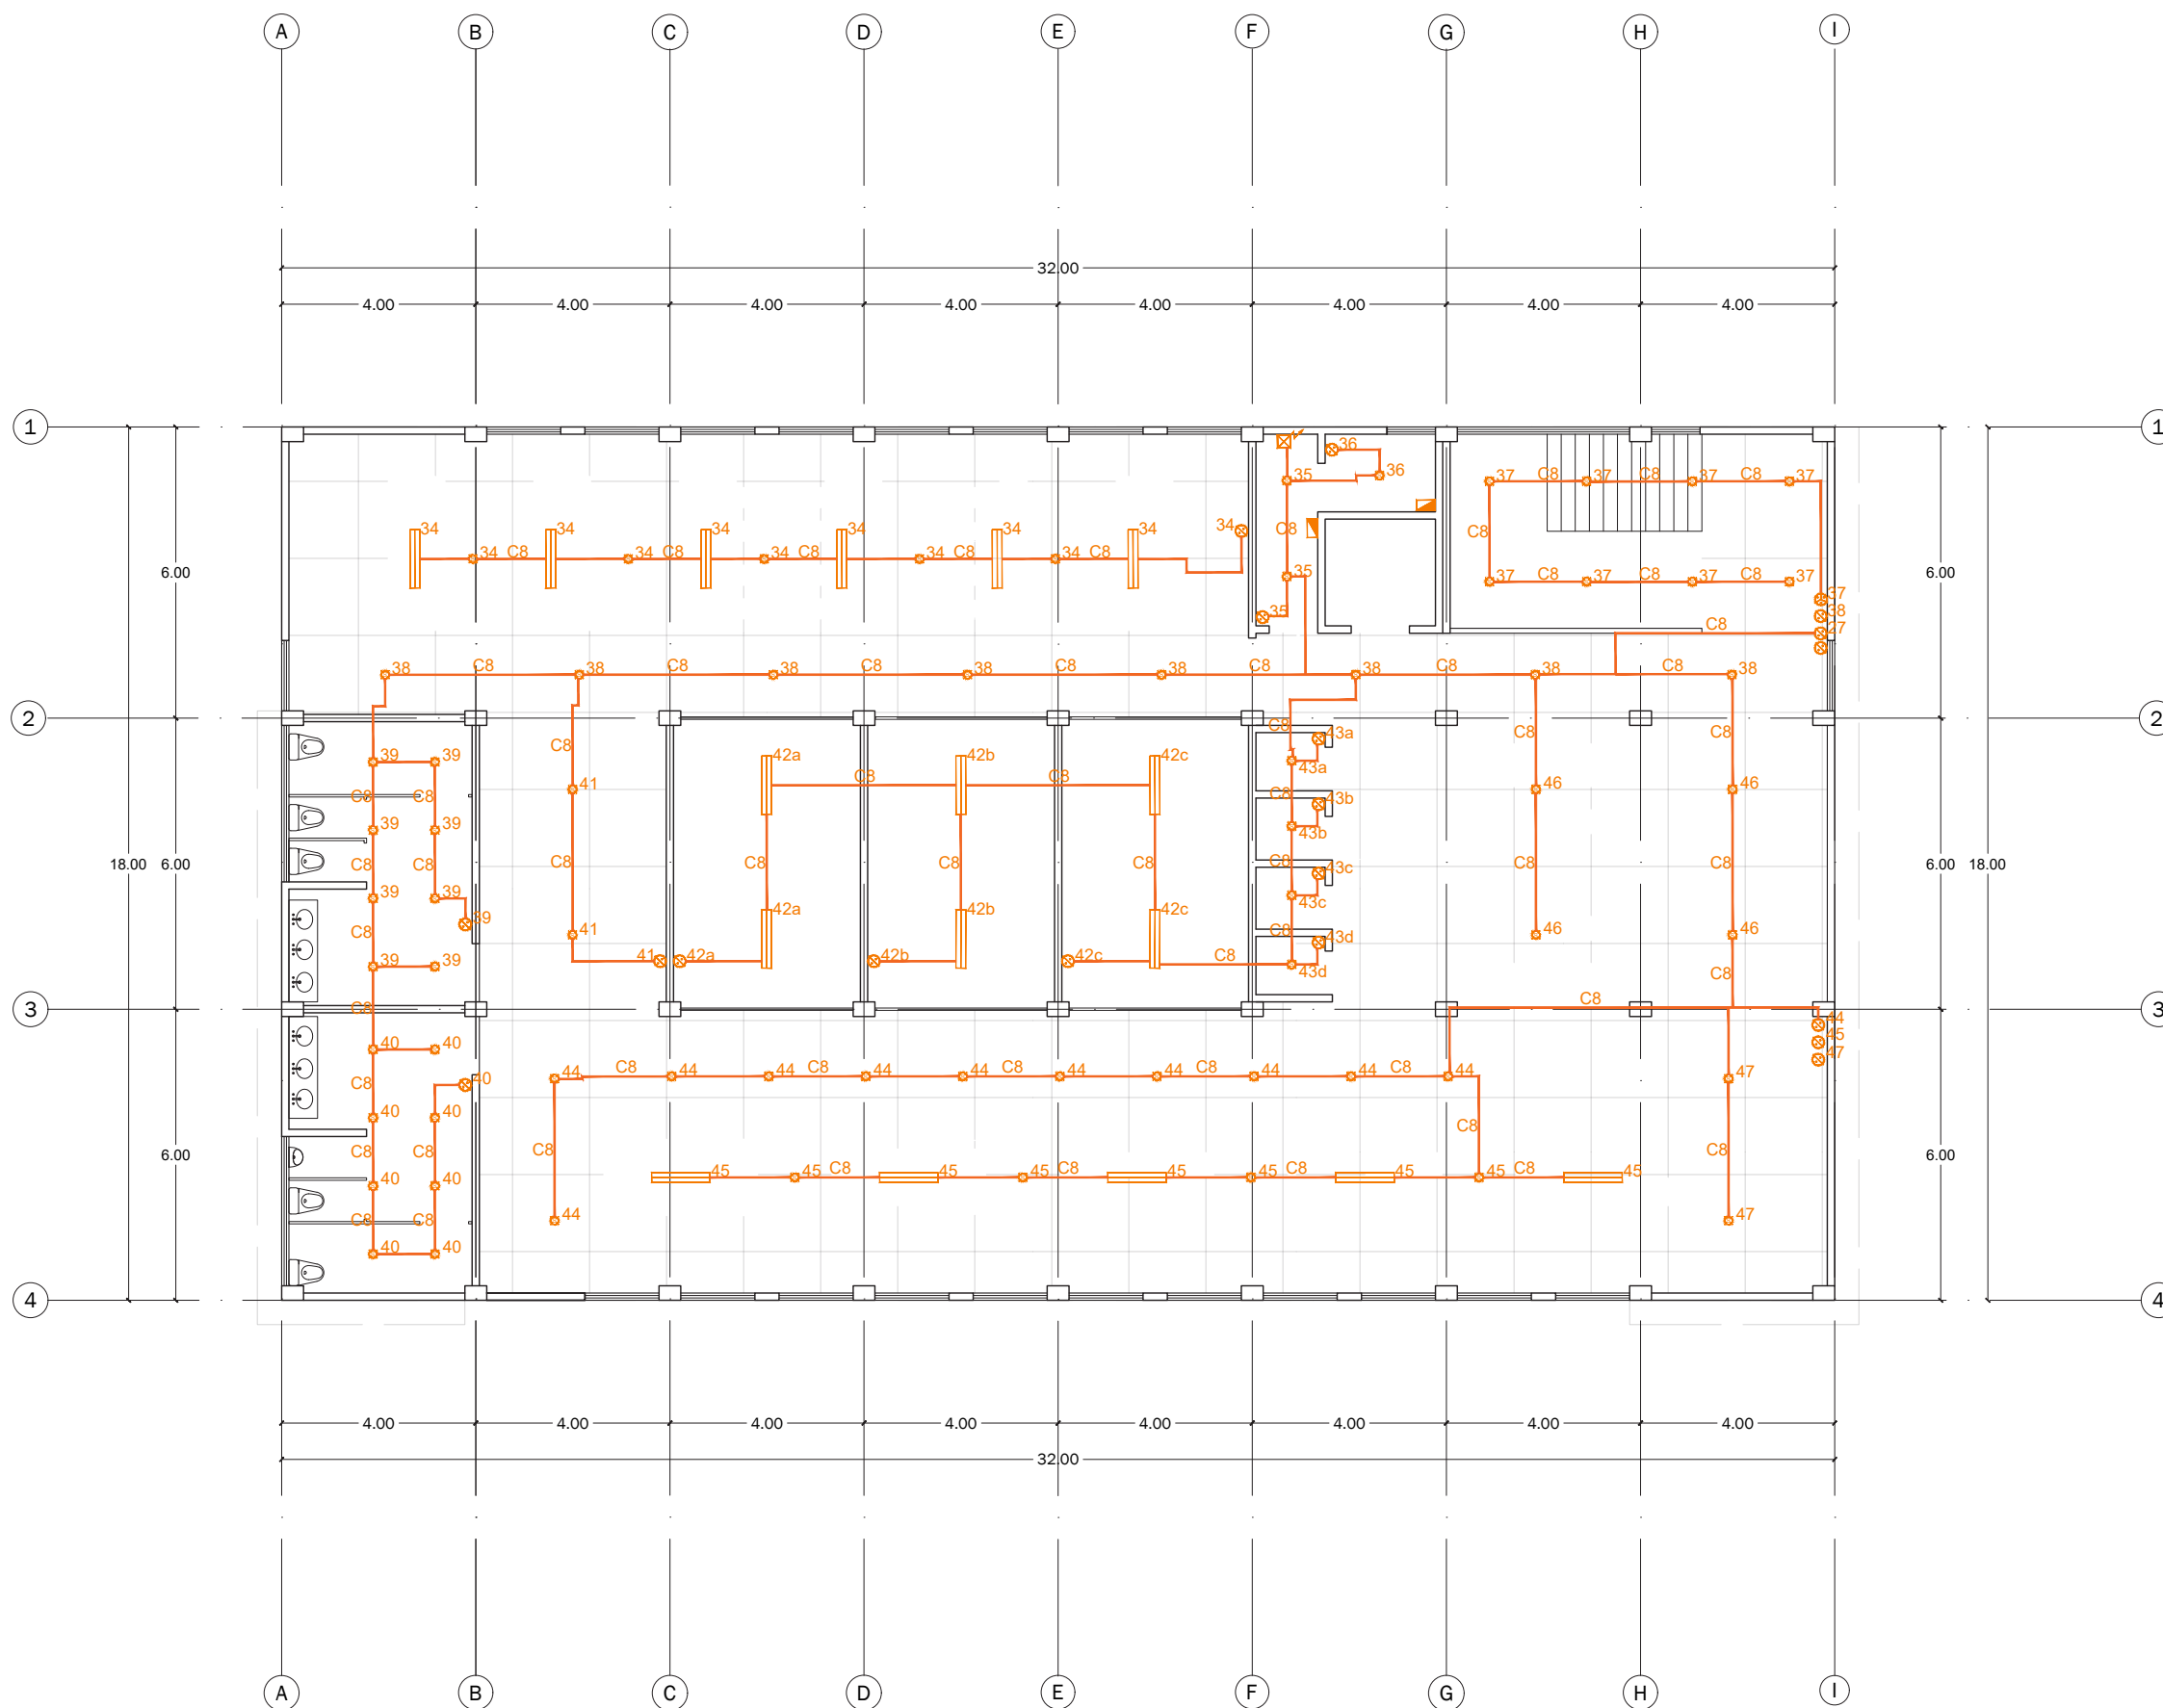 A B C D E F G H I
32.00
4.00 4.00 4.00 4.00 4.00 4.00 4.00 4.00
1 1
36
36
35
37 C8 37 C8 37 C8 37
34 34 34 34 34 34 34
C8 C8
34 C8 34 C8 34 C8 34 C8 34 C8
6.00 6.00
35 37 C8 37 C8 37 C8 37
37
35 38
C8 27
38 C8 38 C8 38 C8 38 C8 38 C8 38 C8 38 C8 38
2 2
C8 43a
C8 C8 C8
39 39 42a 42b 42c 43a
C8 C8
41 46 46
C8 C8 C8 43b
39 39 43b
18.00 6.00 C8 C8 C8 C8 C8 C8 C8 C8 C8 6.00 18.00
43c
39 39 42a 42b 42c 43c
39
C8 41 C8 43d 46 46
41 42a 42b 42c C8
39 39 43d C8
C8 C8
3 3
44
45
40 40 47
44 C8 44 C8 44 C8 44 C8 44 C8 44 C8 44 C8 44 C8 44 C8 44
C8 40 47
40 40
C8 C8 C8 C8 C8
6.00 6.00
45 45 C8 45 45 C8 45 45 C8 45 45 C8 45
40 40
C8 C8 44 47
40 40
4 4
4.00 4.00 4.00 4.00 4.00 4.00 4.00 4.00
32.00
A B C D E F G H I